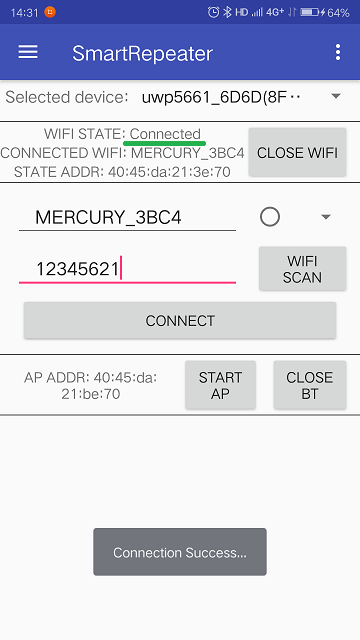 14:31 HD 4G+ 64%
SmartRepeater
Selected device: uwp5661_6D6D(8F··
WIFI STATE: Connected
CONNECTED WIFI: MERCURY_3BC4
STATE ADDR: 40:45:da:21:3e:70
CLOSE WIFI
MERCURY_3BC4
12345621
WIFI
SCAN
CONNECT
AP ADDR: 40:45:da:
21:be:70
START
AP
CLOSE
BT
Connection Success...